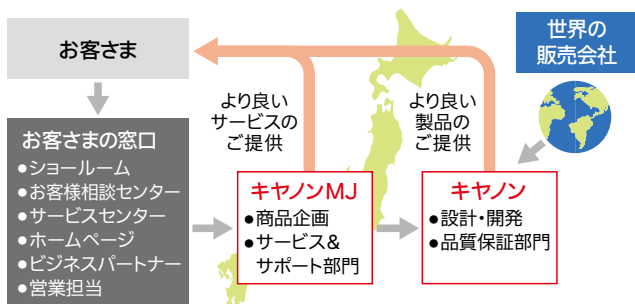 お客さま
世界の
販売会社
より良い
サービスの
ご提供
より良い
製品の
ご提供
お客さまの窓口
●ショールーム
●お客様相談センター
●サービスセンター
●ホームページ
●ビジネスパートナー
●営業担当
キヤノンMJ
●商品企画
●サービス&
サポート部門
キヤノン
●設計・開発
●品質保証部門